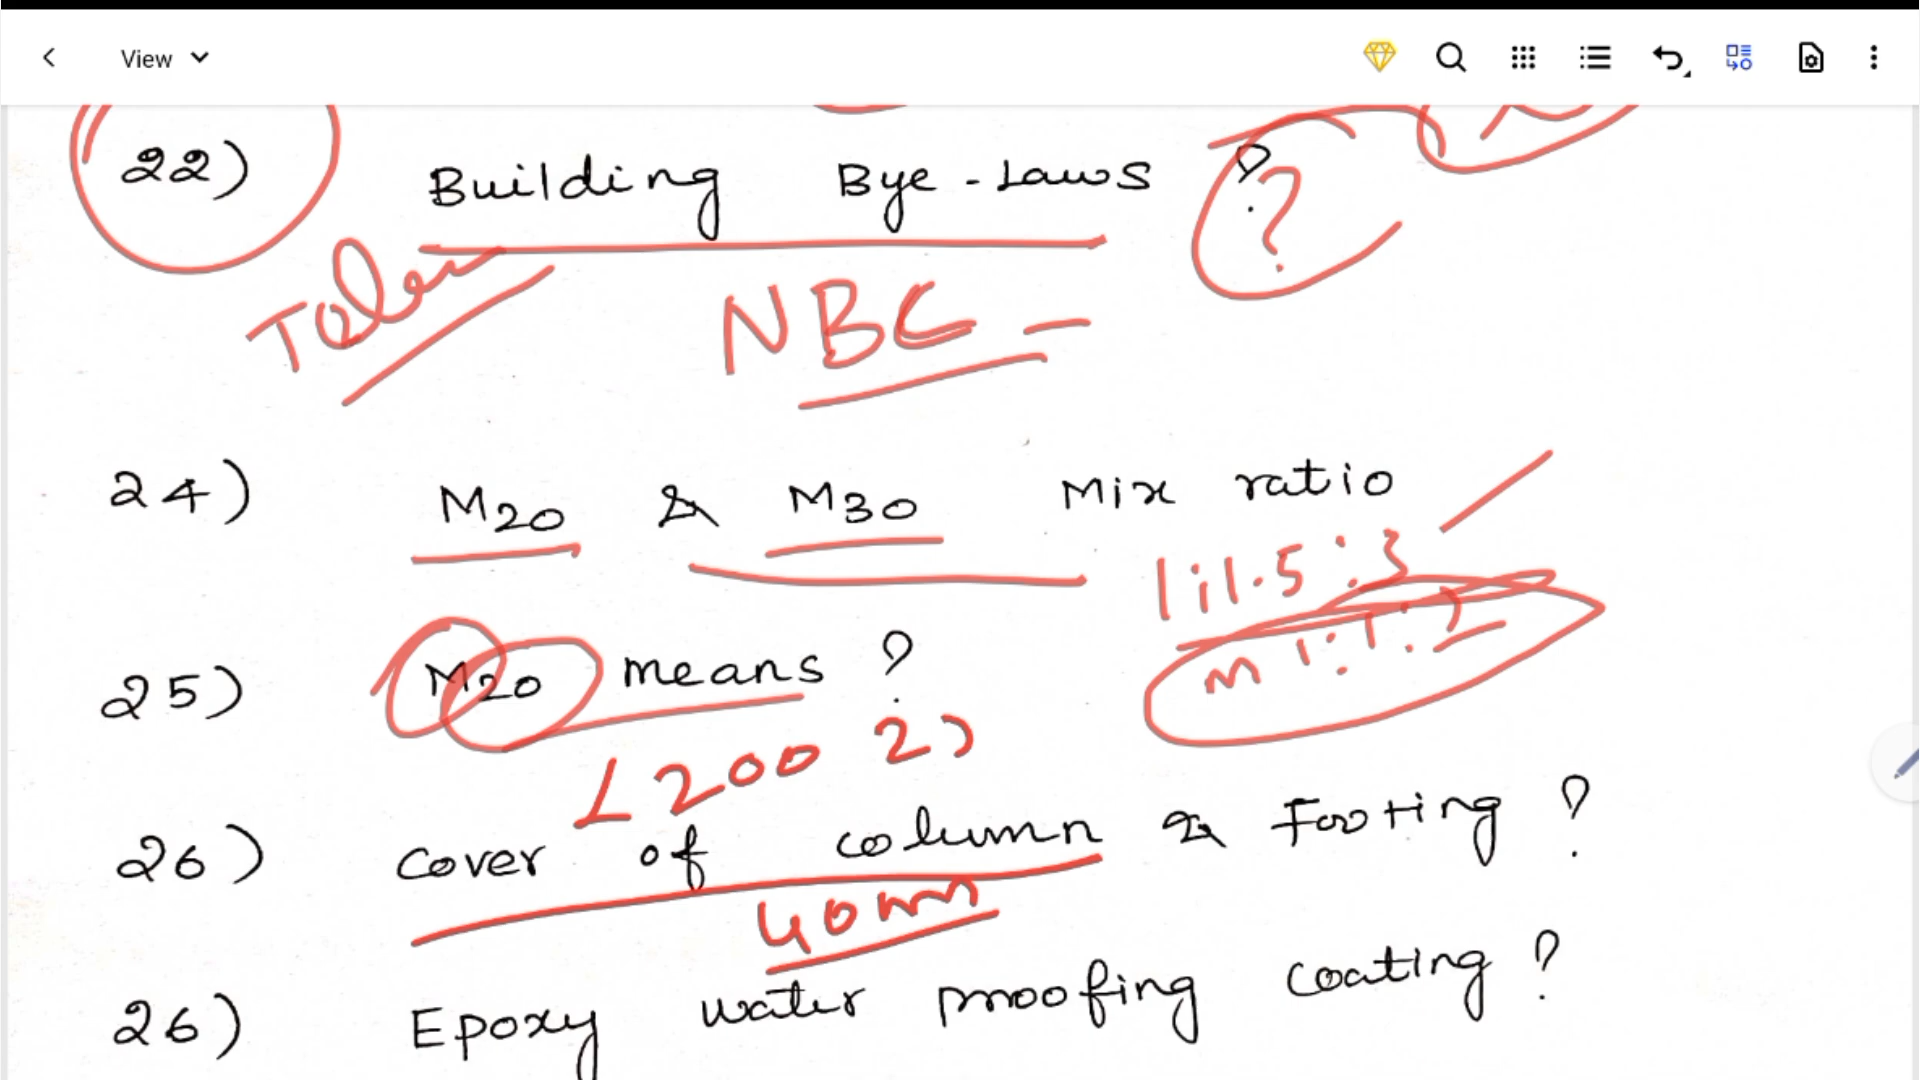 View
22) Building Bye-Laws ?
?
NBC -
24) M20 & M30 Mix ratio
1:1.5:3
25) M20 means ?
26) cover of column & Footing ?
40mm
26) Epoxy water proofing coating ?